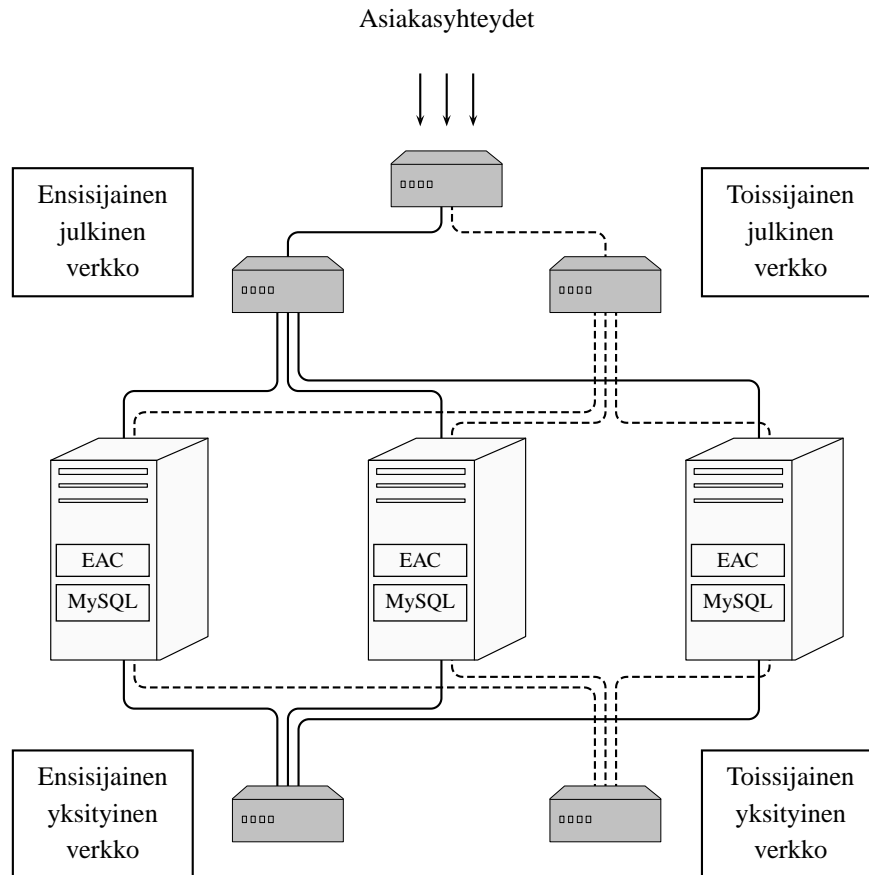 Asiakasyhteydet
Ensisijainen
julkinen
verkko
Toissijainen
julkinen
verkko
EAC
MySQL
EAC
MySQL
EAC
MySQL
Ensisijainen
yksityinen
verkko
Toissijainen
yksityinen
verkko